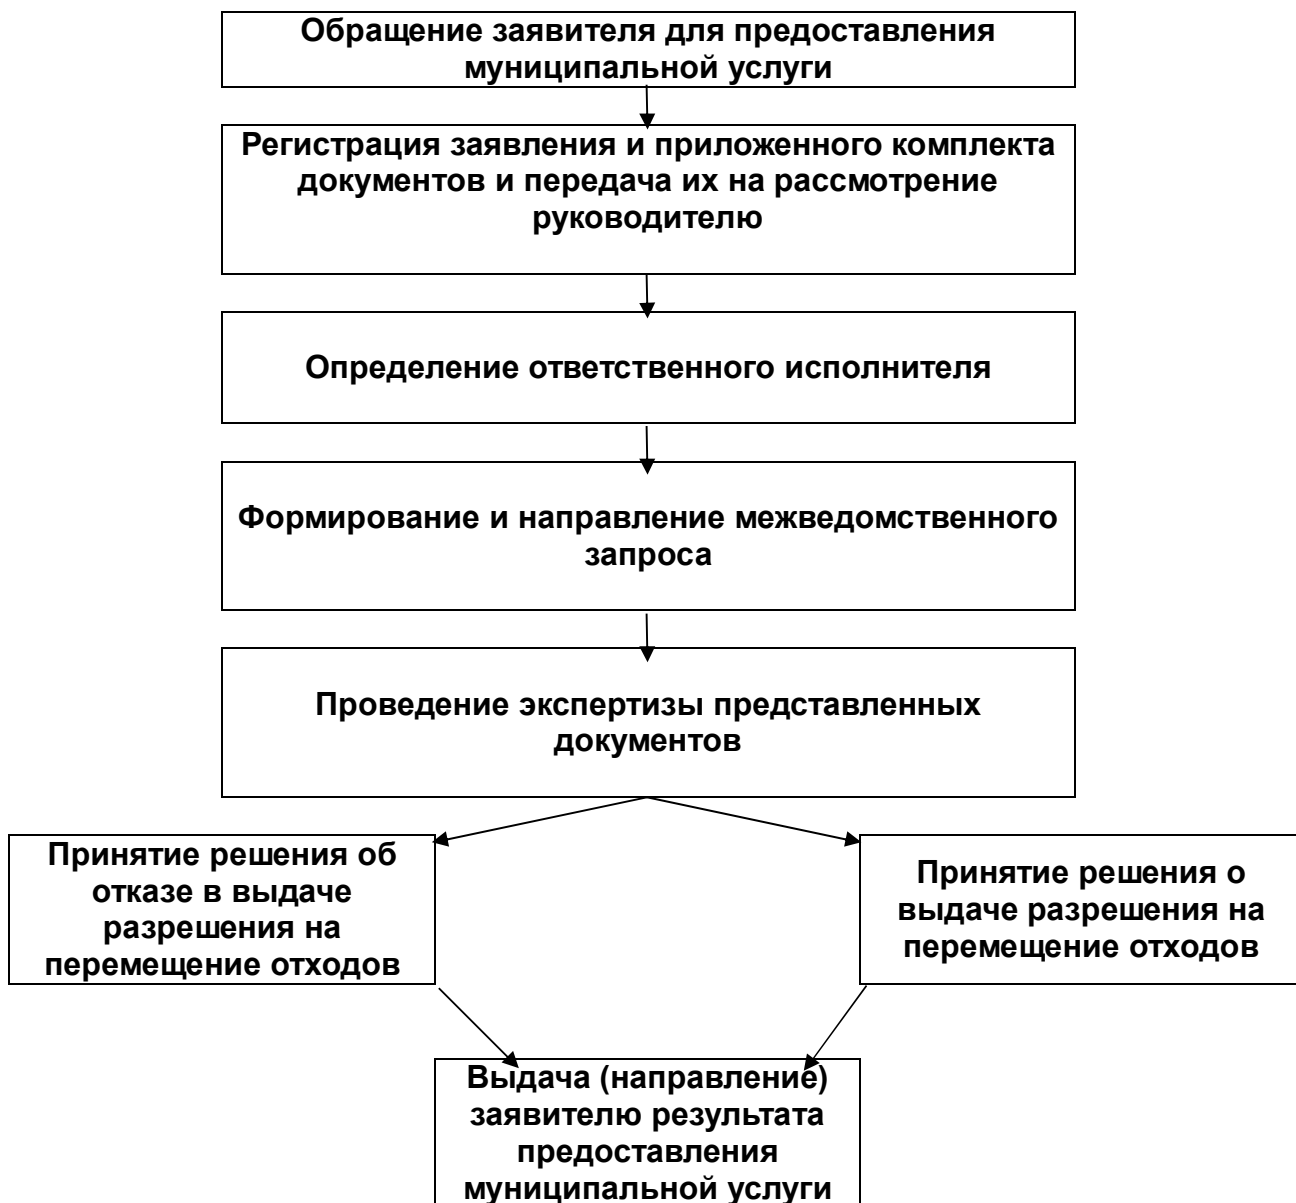 Обращение заявителя для предоставления
муниципальной услуги
Регистрация заявления и приложенного комплекта
документов и передача их на рассмотрение
руководителю
Определение ответственного исполнителя
Формирование и направление межведомственного
запроса
Проведение экспертизы представленных
документов
Принятие решения об
отказе в выдаче
разрешения на
перемещение отходов
Принятие решения о
выдаче разрешения на
перемещение отходов
Выдача (направление)
заявителю результата
предоставления
муниципальной услуги